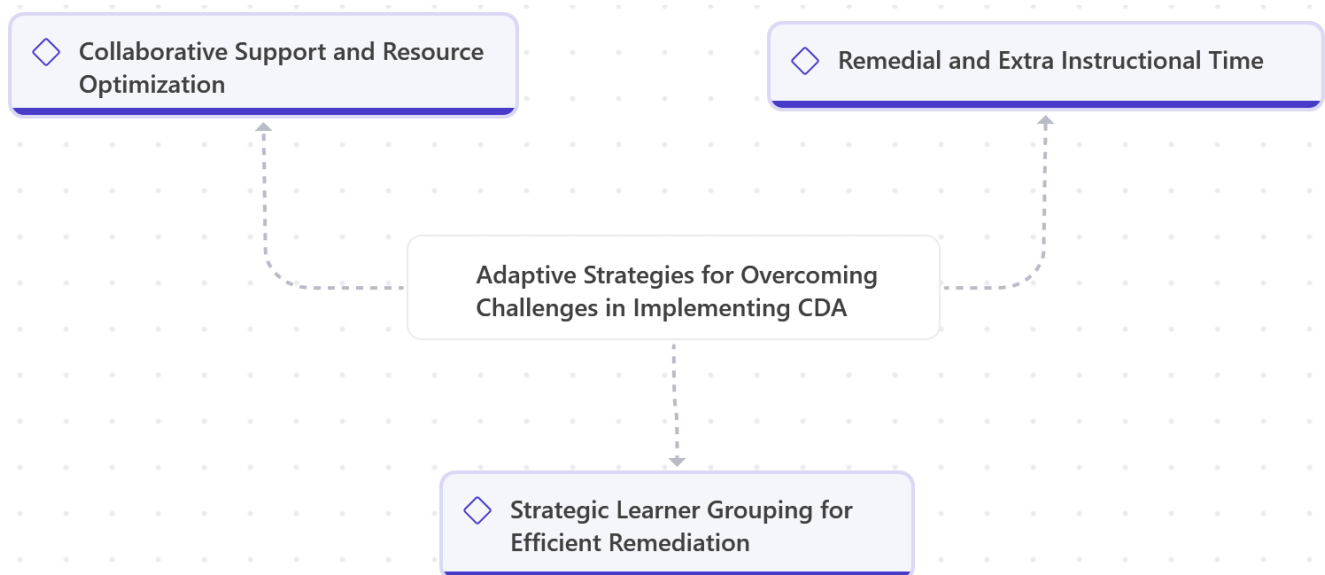 Collaborative Support and Resource
Optimization
Remedial and Extra Instructional Time
Adaptive Strategies for Overcoming
Challenges in Implementing CDA
Strategic Learner Grouping for
Efficient Remediation